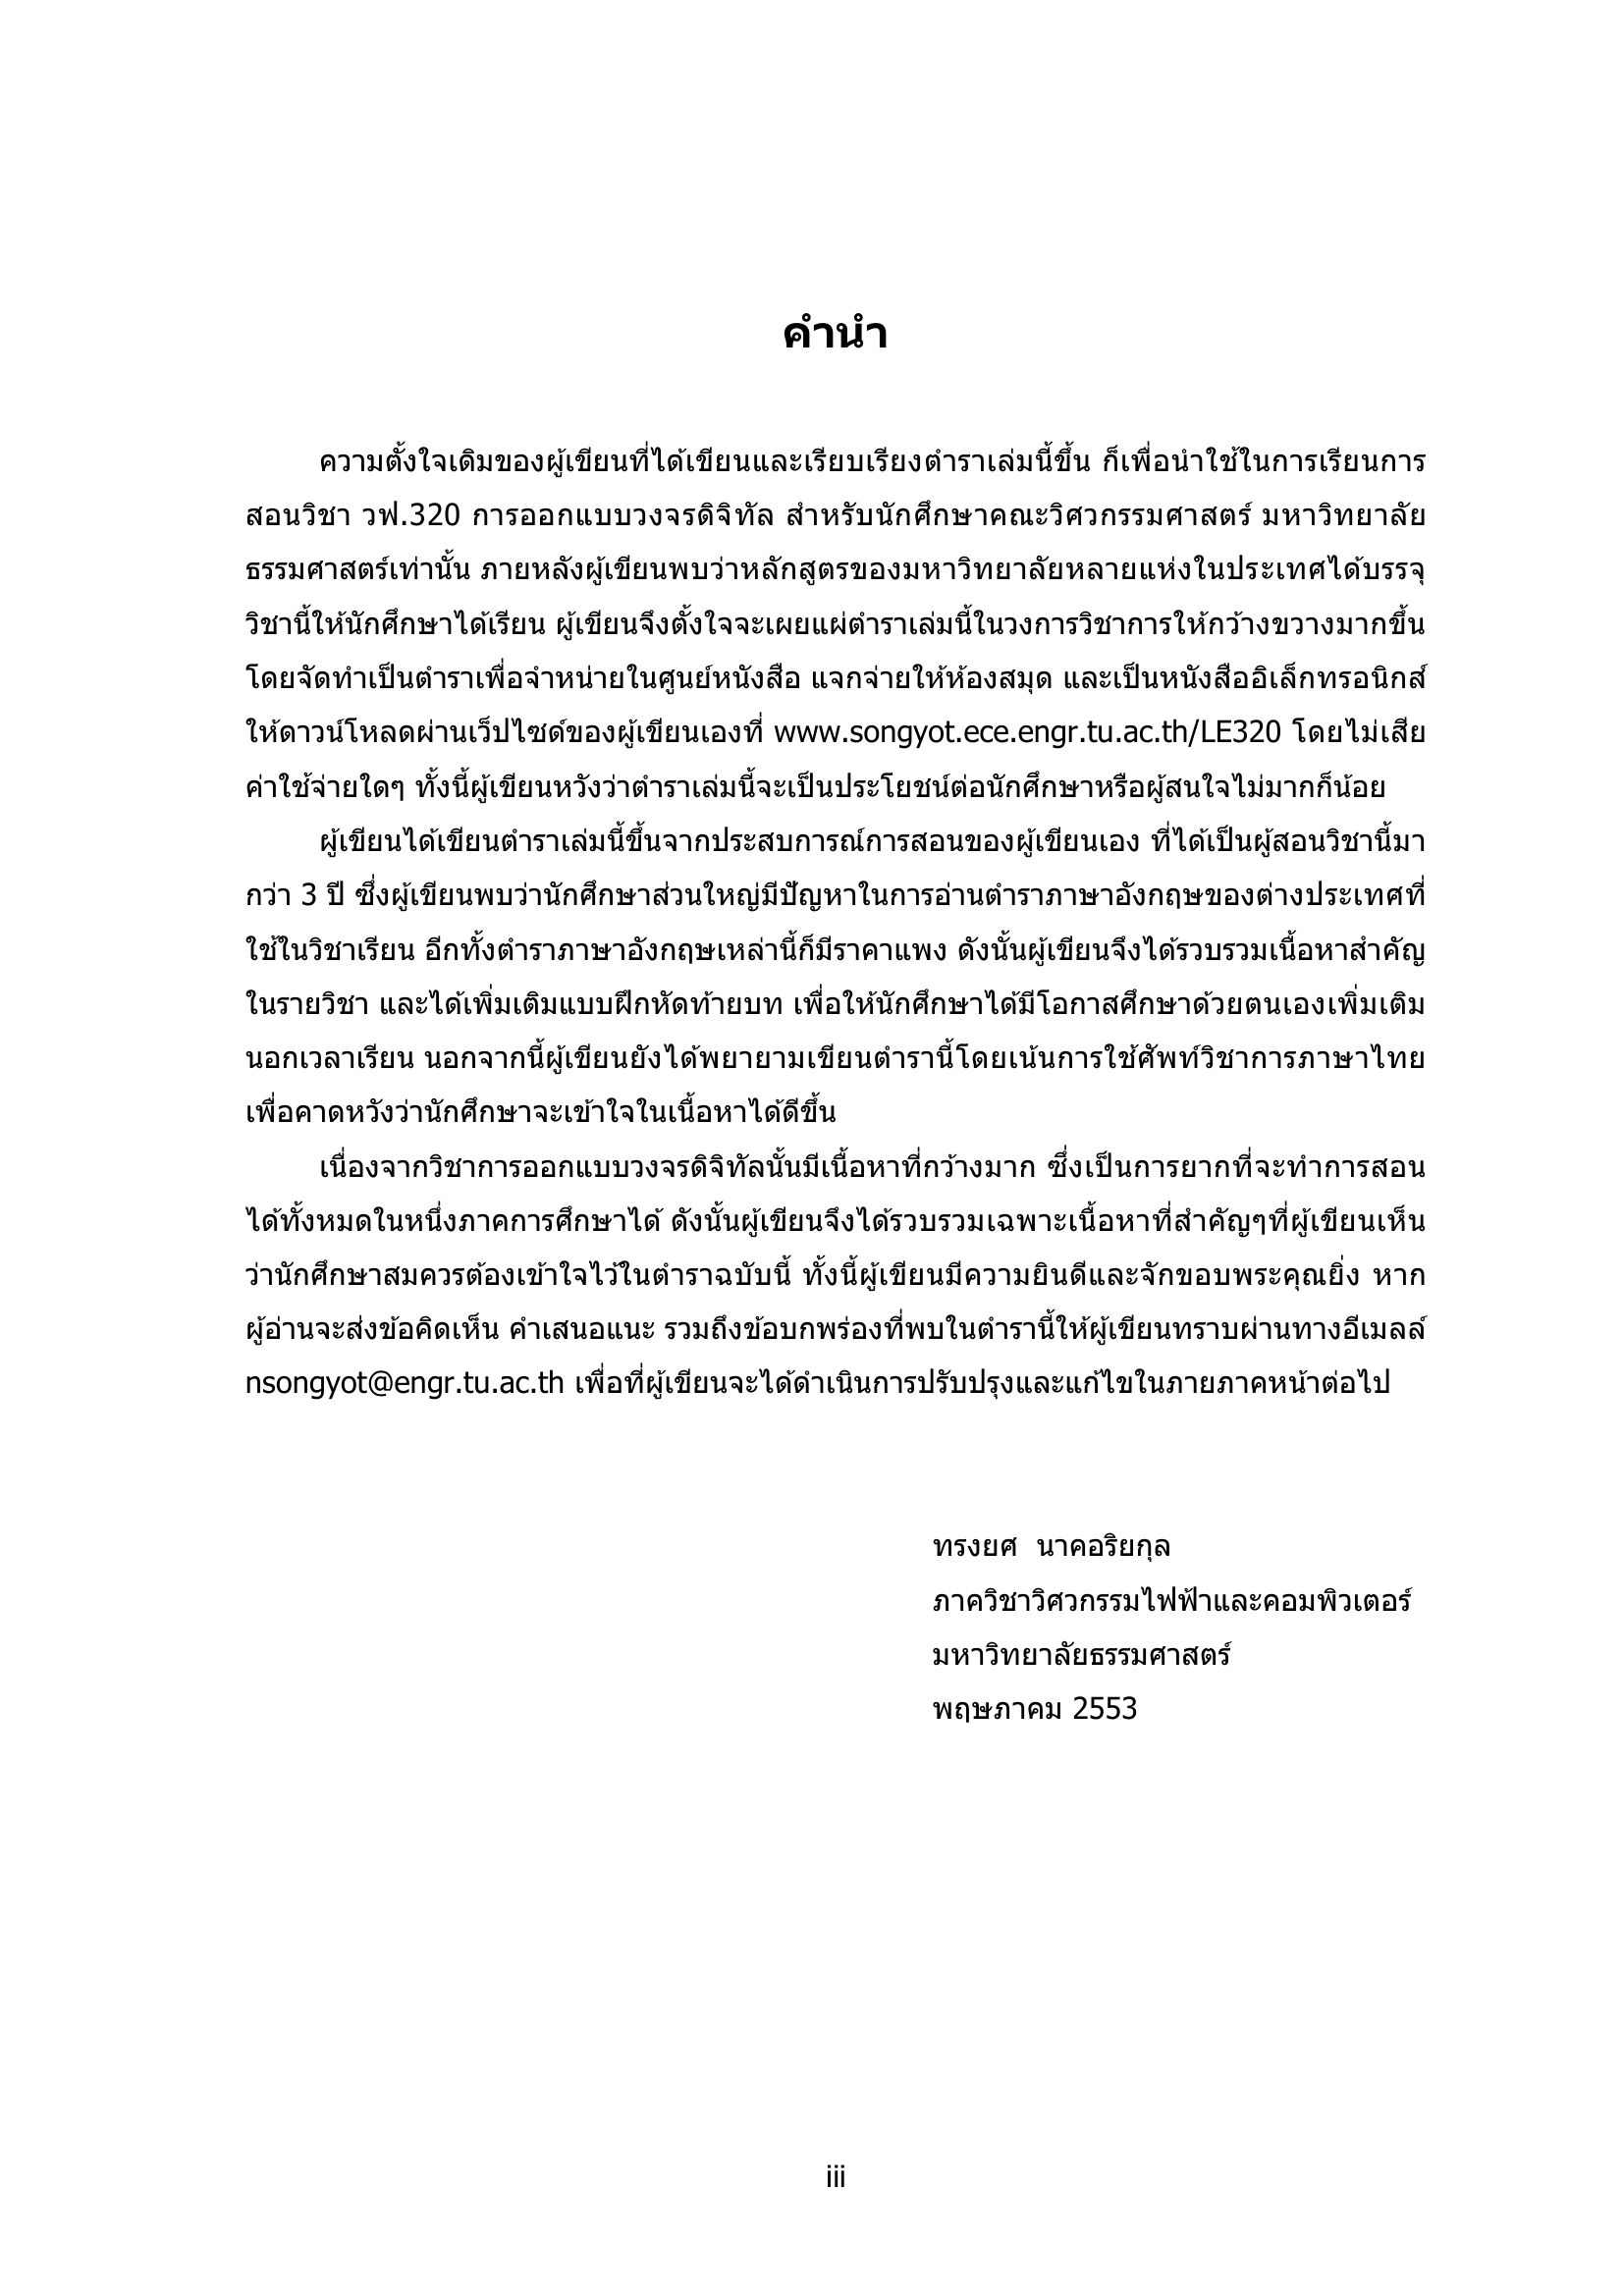 คำนำ
ความตั้งใจเดิมของผู้เขียนที่ได้เขียนและเรียบเรียงตำราเล่มนี้ขึ้น ก็เพื่อนำใช้ในการเรียนการ
สอนวิชา วฟ.320 การออกแบบวงจรดิจิทัล สำหรับนักศึกษาคณะวิศวกรรมศาสตร์ มหาวิทยาลัย
ธรรมศาสตร์เท่านั้น ภายหลังผู้เขียนพบว่าหลักสูตรของมหาวิทยาลัยหลายแห่งในประเทศได้บรรจุ
วิชานี้ให้นักศึกษาได้เรียน ผู้เขียนจึงตั้งใจจะเผยแผ่ตำราเล่มนี้ในวงการวิชาการให้กว้างขวางมากขึ้น
โดยจัดทำเป็นตำราเพื่อจำหน่ายในศูนย์หนังสือ แจกจ่ายให้ห้องสมุด และเป็นหนังสืออิเล็กทรอนิกส์
ให้ดาวน์โหลดผ่านเว็ปไซด์ของผู้เขียนเองที่ www.songyot.ece.engr.tu.ac.th/LE320 โดยไม่เสีย
ค่าใช้จ่ายใดๆ ทั้งนี้ผู้เขียนหวังว่าตำราเล่มนี้จะเป็นประโยชน์ต่อนักศึกษาหรือผู้สนใจไม่มากก็น้อย
ผู้เขียนได้เขียนตำราเล่มนี้ขึ้นจากประสบการณ์การสอนของผู้เขียนเอง ที่ได้เป็นผู้สอนวิชานี้มา
กว่า 3 ปี ซึ่งผู้เขียนพบว่านักศึกษาส่วนใหญ่มีปัญหาในการอ่านตำราภาษาอังกฤษของต่างประเทศที่
ใช้ในวิชาเรียน อีกทั้งตำราภาษาอังกฤษเหล่านี้ก็มีราคาแพง ดังนั้นผู้เขียนจึงได้รวบรวมเนื้อหาสำคัญ
ในรายวิชา และได้เพิ่มเติมแบบฝึกหัดท้ายบท เพื่อให้นักศึกษาได้มีโอกาสศึกษาด้วยตนเองเพิ่มเติม
นอกเวลาเรียน นอกจากนี้ผู้เขียนยังได้พยายามเขียนตำรานี้โดยเน้นการใช้ศัพท์วิชาการภาษาไทย
เพื่อคาดหวังว่านักศึกษาจะเข้าใจในเนื้อหาได้ดีขึ้น
เนื่องจากวิชาการออกแบบวงจรดิจิทัลนั้นมีเนื้อหาที่กว้างมาก ซึ่งเป็นการยากที่จะทำการสอน
ได้ทั้งหมดในหนึ่งภาคการศึกษาได้ ดังนั้นผู้เขียนจึงได้รวบรวมเฉพาะเนื้อหาที่สำคัญๆที่ผู้เขียนเห็น
ว่านักศึกษาสมควรต้องเข้าใจไว้ในตำราฉบับนี้ ทั้งนี้ผู้เขียนมีความยินดีและจักขอบพระคุณยิ่ง หาก
ผู้อ่านจะส่งข้อคิดเห็น คำเสนอแนะ รวมถึงข้อบกพร่องที่พบในตำรานี้ให้ผู้เขียนทราบผ่านทางอีเมลล์
nsongyot@engr.tu.ac.th เพื่อที่ผู้เขียนจะได้ดำเนินการปรับปรุงและแก้ไขในภายภาคหน้าต่อไป
ทรงยศ นาคอริยกุล
ภาควิชาวิศวกรรมไฟฟ้าและคอมพิวเตอร์
มหาวิทยาลัยธรรมศาสตร์
พฤษภาคม 2553
iii